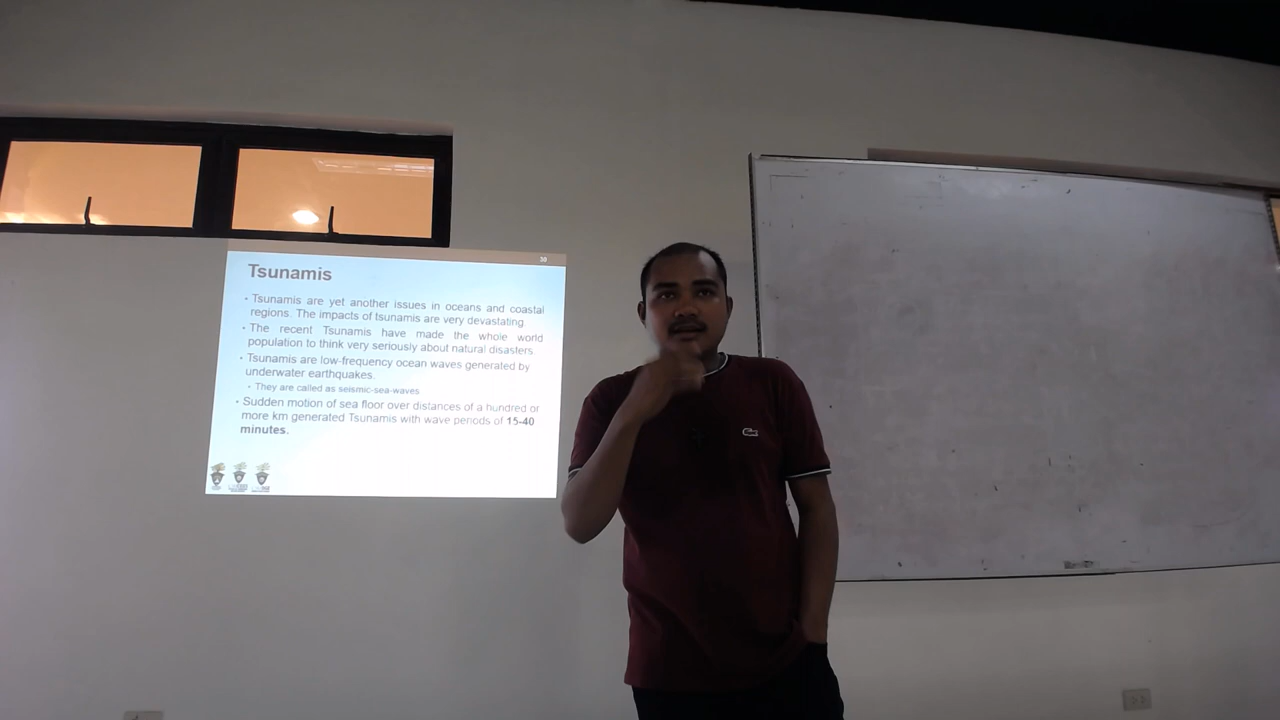 30
Tsunamis
• Tsunamis are yet another issues in oceans and coastal
regions. The impacts of tsunamis are very devastating.
• The recent Tsunamis have made the whole world
population to think very seriously about natural disasters
• Tsunamis are low-frequency ocean waves generated by
underwater earthquakes.
• They are called as seismic-sea-waves
• Sudden motion of sea floor over distances of a hundred or
more km generated Tsunamis with wave periods of 15-40
minutes.